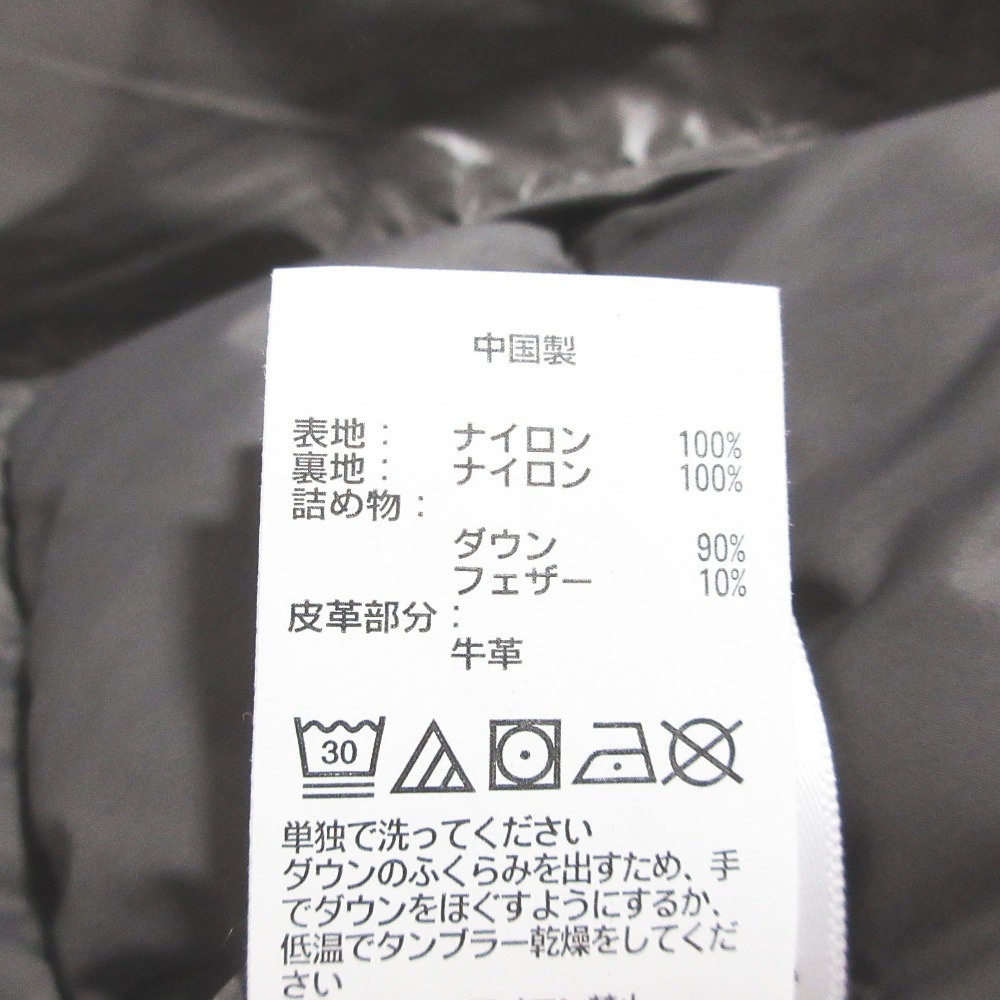 中国製
表地： ナイロン 100%
裏地： ナイロン 100%
詰め物：
ダウン 90%
フェザー 10%
皮革部分：
牛革
30
単独で洗ってください
ダウンのふくらみを出すため、手
でダウンをほぐすようにするか、
低温でタンブラー乾燥をしてくだ
さい